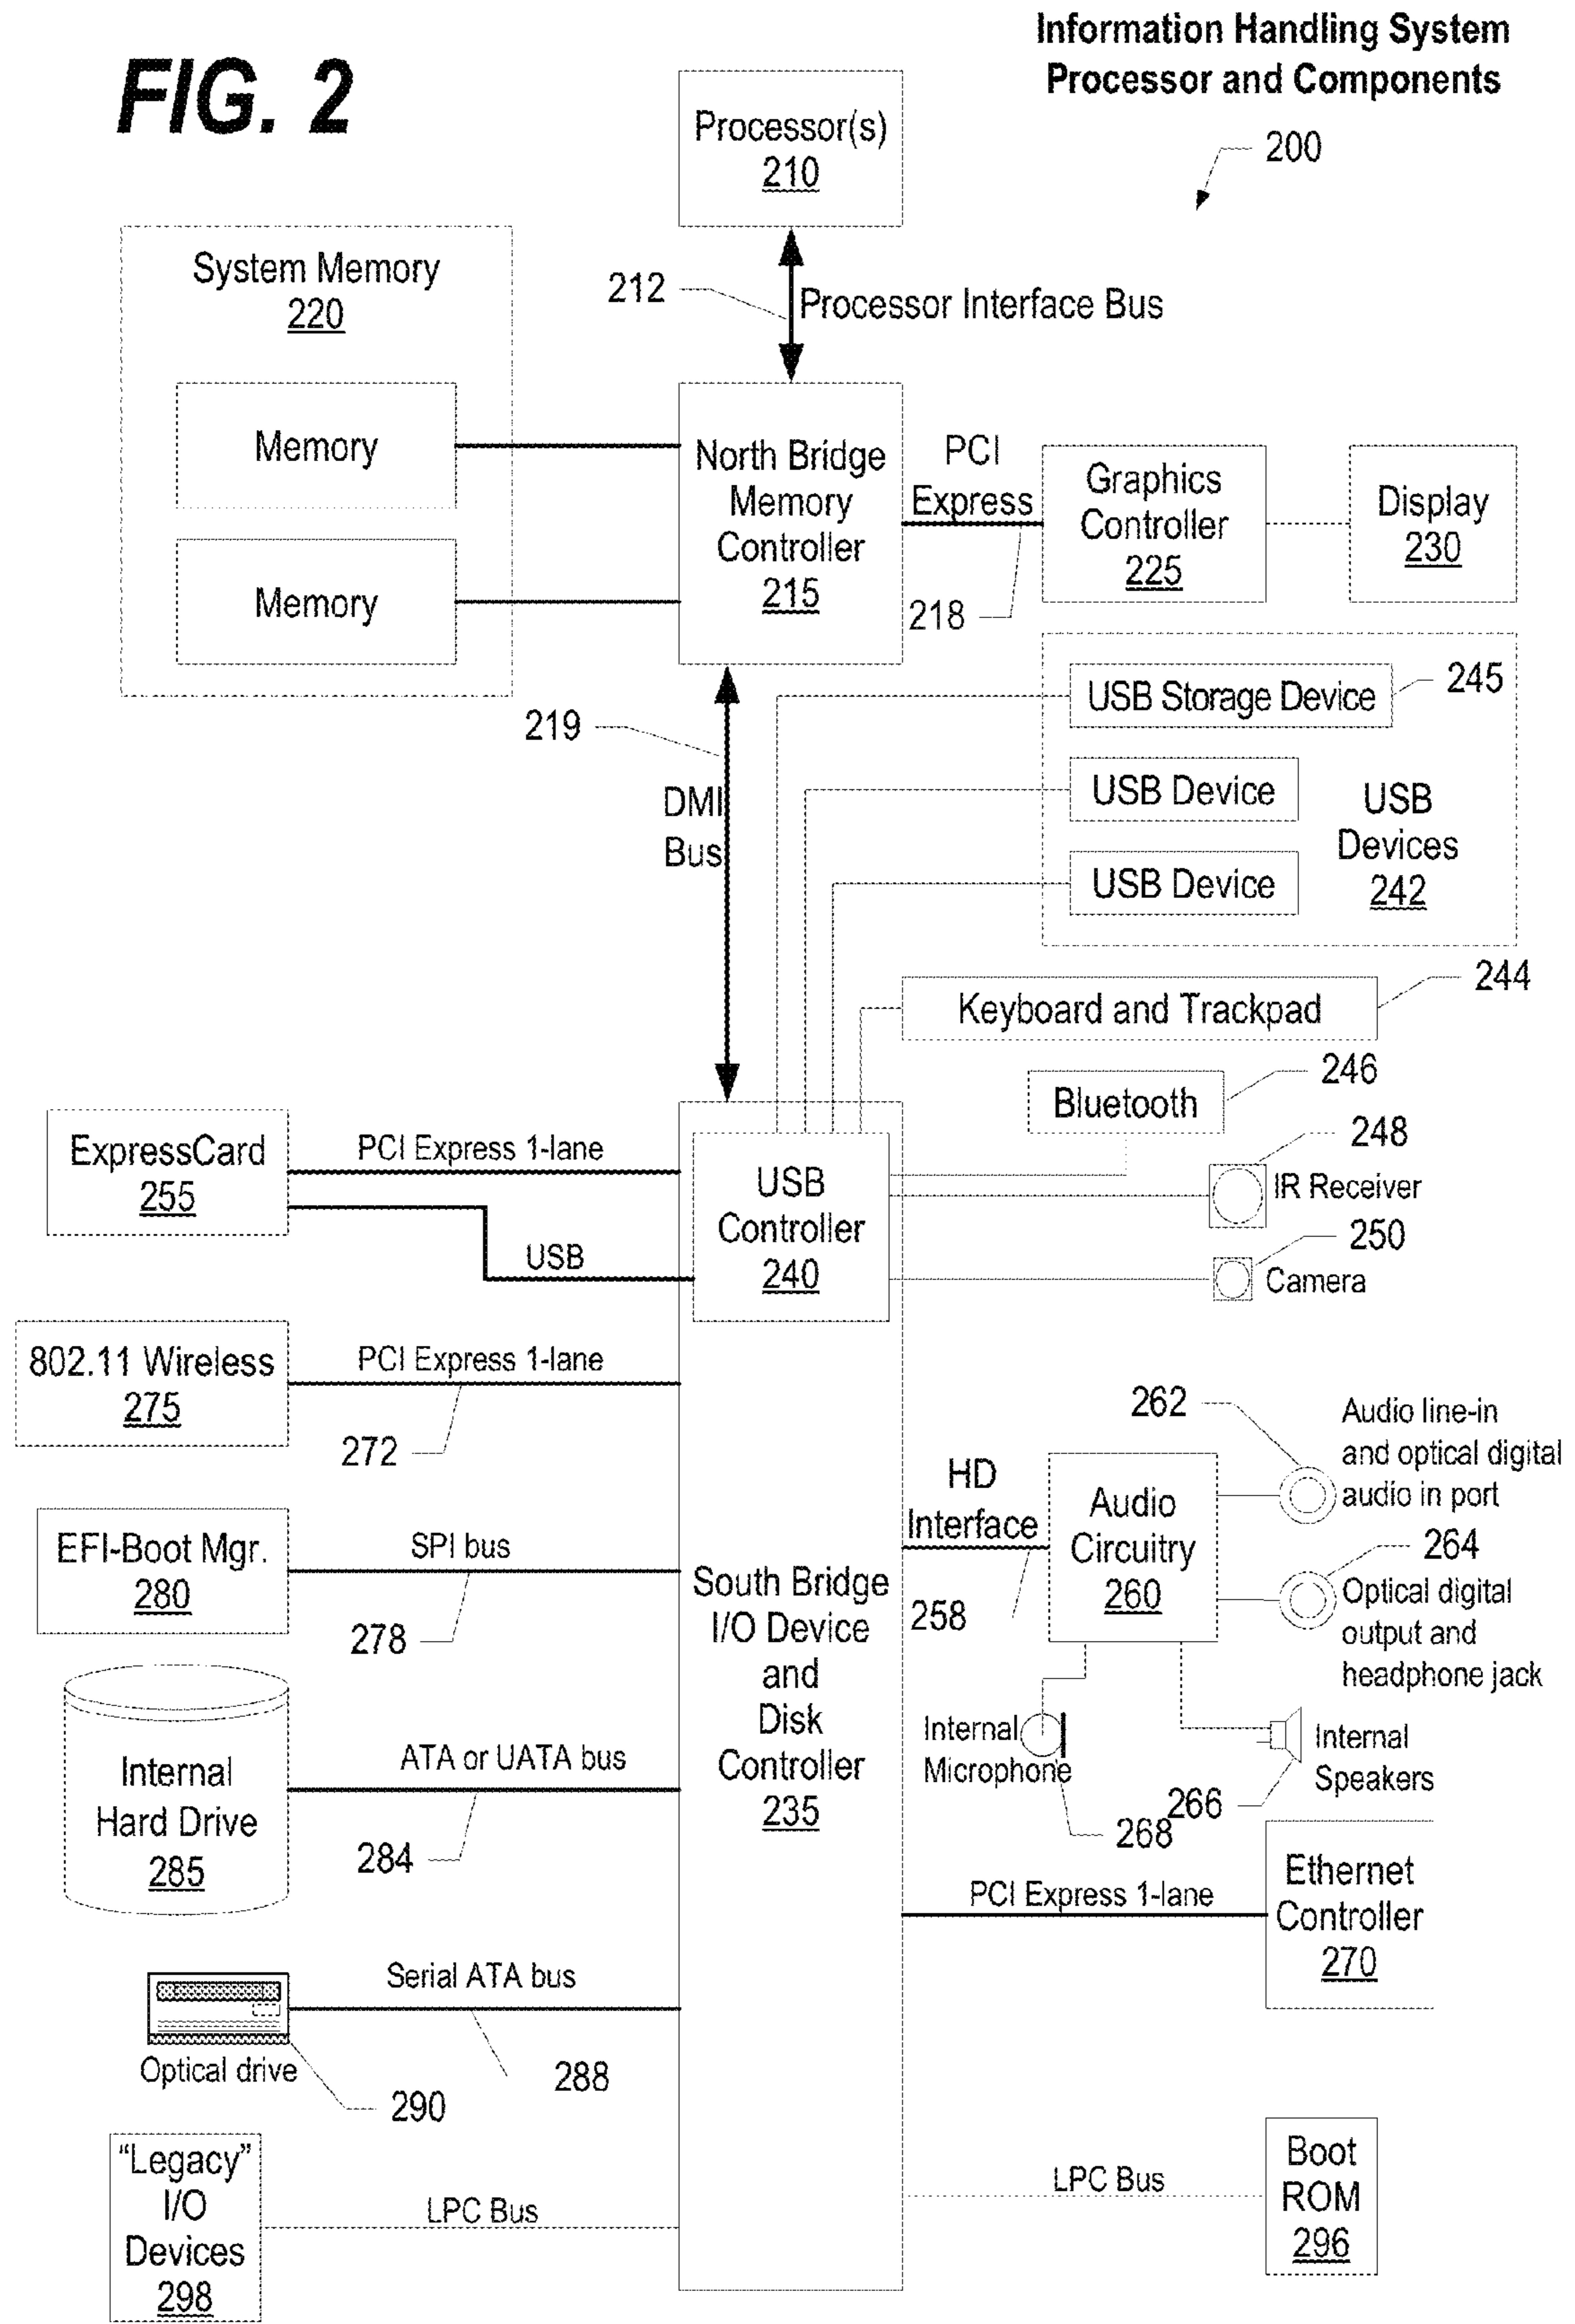 FIG. 2
Information Handling System
Processor and Components
200
Processor(s)
210
212
Processor Interface Bus
System Memory
220
Memory
Memory
North Bridge
Memory
Controller
215
PCI
Express
218
Graphics
Controller
225
Display
230
219
DMI
Bus
USB Storage Device
245
USB Device
USB Device
USB
Devices
242
Keyboard and Trackpad
244
Bluetooth
246
248
IR Receiver
250
Camera
ExpressCard
255
PCI Express 1-lane
USB
USB
Controller
240
802.11 Wireless
275
PCI Express 1-lane
272
EFI-Boot Mgr.
280
SPI bus
278
Internal
Hard Drive
285
ATA or UATA bus
284
South Bridge
I/O Device
and
Disk
Controller
235
HD
Interface
258
Audio
Circuitry
260
262
Audio line-in
and optical digital
audio in port
264
Optical digital
output and
headphone jack
Internal
Microphone
268
266
Internal
Speakers
PCI Express 1-lane
Ethernet
Controller
270
Serial ATA bus
288
Optical drive
290
“Legacy”
I/O
Devices
298
LPC Bus
LPC Bus
Boot
ROM
296